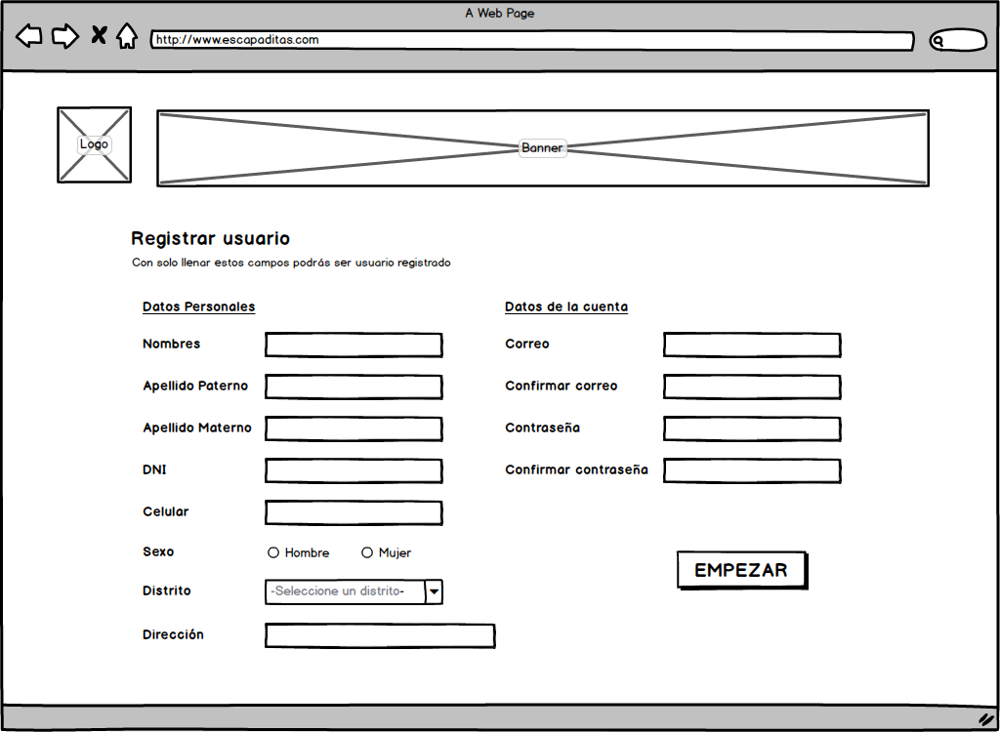 A Web Page
http://www.escapaditas.com
Logo
Banner
Registrar usuario
Con solo llenar estos campos podrás ser usuario registrado
Datos Personales
Nombres
Apellido Paterno
Apellido Materno
DNI
Celular
Sexo
Hombre
Mujer
Distrito
-Seleccione un distrito-
Dirección
Datos de la cuenta
Correo
Confirmar correo
Contraseña
Confirmar contraseña
EMPEZAR